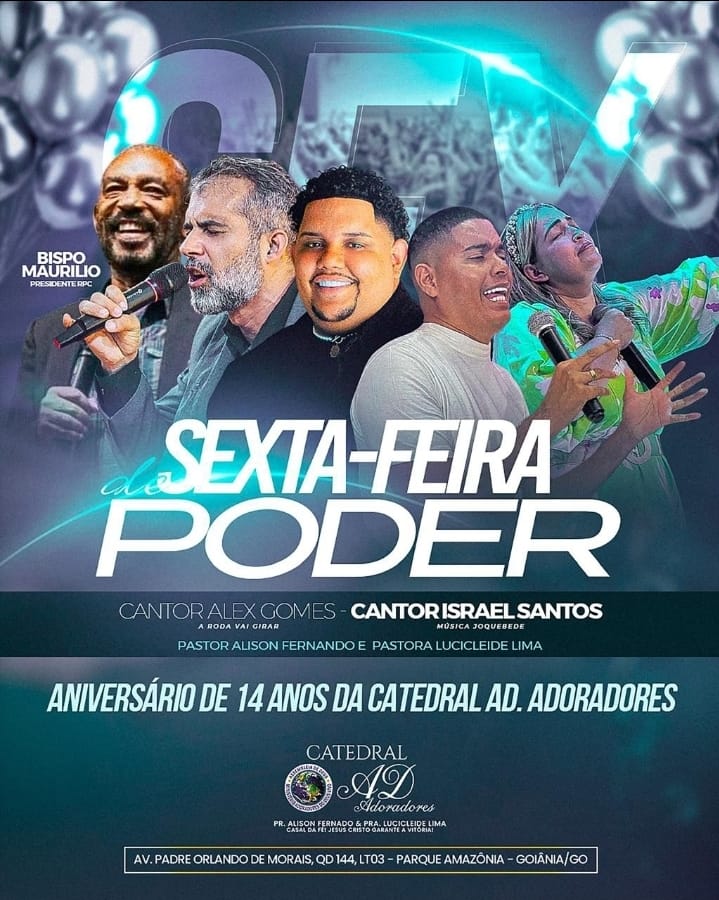 SEX
BISPO
MAURILIO
PRESIDENTE RPC
SEXTA-FEIRA
de
PODER
CANTOR ALEX GOMES - CANTOR ISRAEL SANTOS
A RODA VAI GIRAR MÚSICA JOQUEBEDE
PASTOR ALISON FERNANDO E PASTORA LUCICLEIDE LIMA
ANIVERSÁRIO DE 14 ANOS DA CATEDRAL AD. ADORADORES
CATEDRAL
AD
Adoradores
PR. ALISON FERNADO & PRA. LUCICLEIDE LIMA
CASAL DA FÉ! JESUS CRISTO GARANTE A VITÓRIA!
AV. PADRE ORLANDO DE MORAIS, QD 144, LT03 - PARQUE AMAZÔNIA - GOIÂNIA/GO